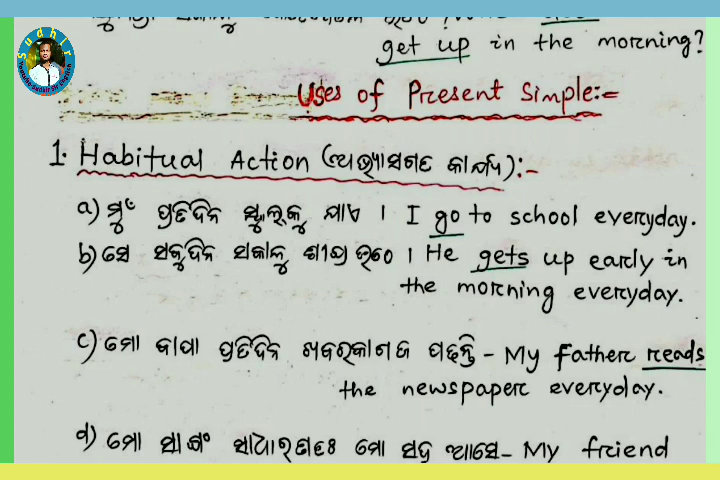 get up in the morning?
Sudhir
Uses of Present Simple:-
1. Habitual Action (ଅଭ୍ୟାସଗତ କାର୍ଯ୍ୟ):-
a) ମୁଁ ପ୍ରତିଦିନ ସ୍କୁଲ୍‌କୁ ଯାଏ । I go to school everyday.
b) ସେ ସବୁଦିନ ସକାଳୁ ଶୀଘ୍ର ଉଠେ । He gets up early in
the morning everyday.
c) ମୋ ବାପା ପ୍ରତିଦିନ ଖବରକାଗଜ ପଢନ୍ତି - My father reads
the newspaper everyday.
d) ମୋ ସାଙ୍ଗ ସାଧାରଣତଃ ମୋ ସହ ଆସେ - My friend